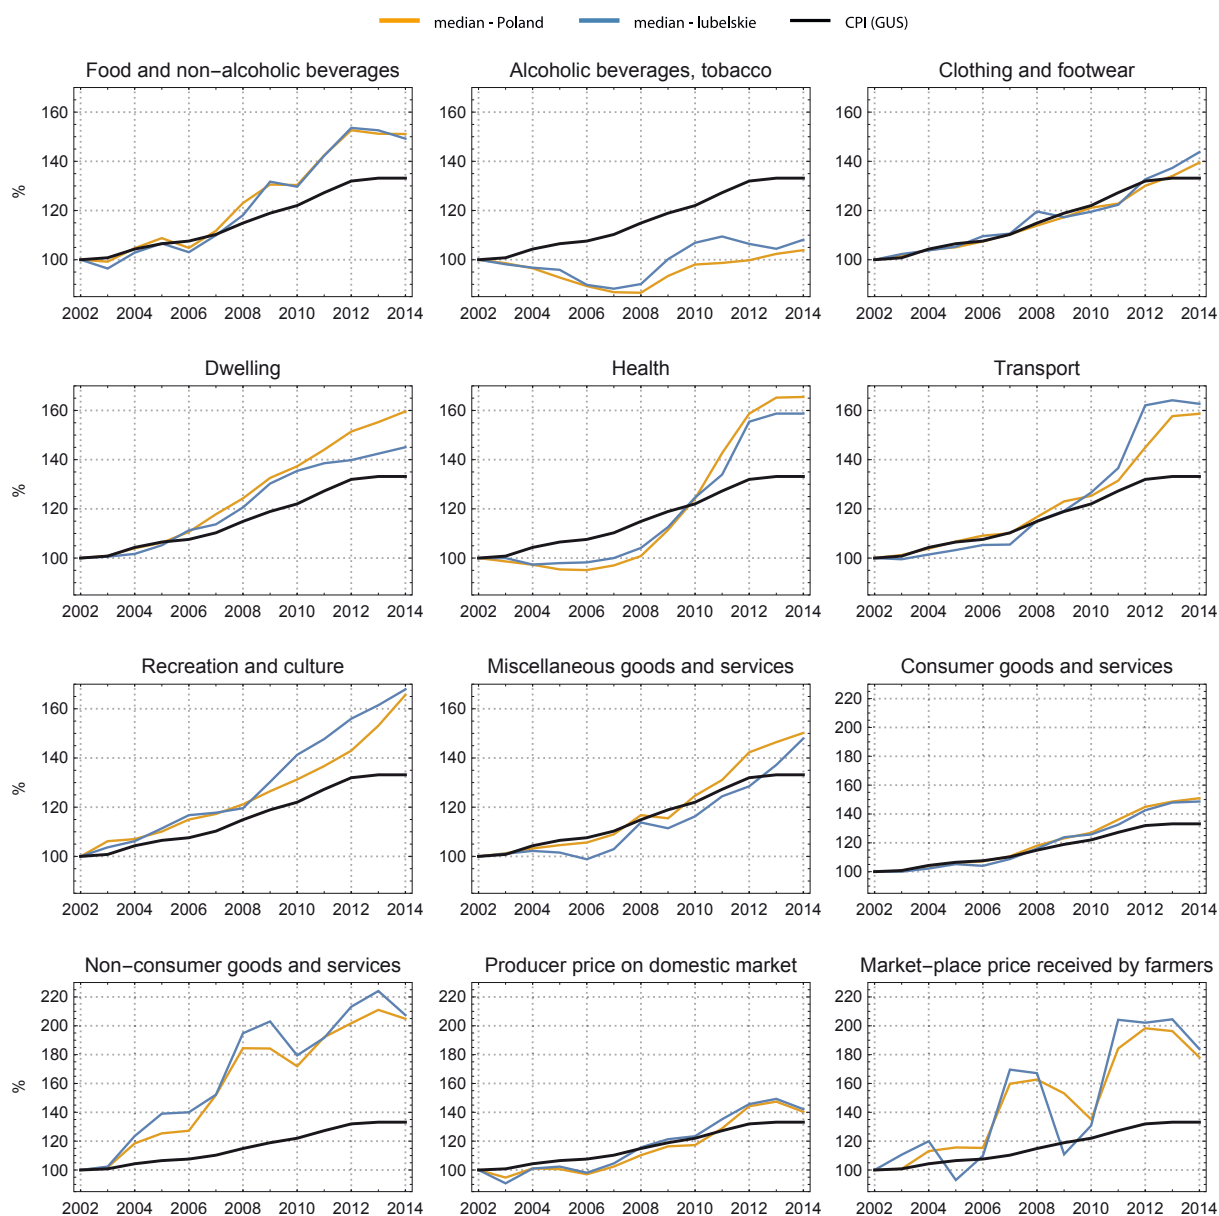 median - Poland median - lubelskie CPI (GUS)
Food and non-alcoholic beverages Alcoholic beverages, tobacco Clothing and footwear
160 160 160
140 140 140
% 120 120 120
100 100 100
2002 2004 2006 2008 2010 2012 2014 2002 2004 2006 2008 2010 2012 2014 2002 2004 2006 2008 2010 2012 2014
Dwelling Health Transport
160 160 160
140 140 140
% 120 120 120
100 100 100
2002 2004 2006 2008 2010 2012 2014 2002 2004 2006 2008 2010 2012 2014 2002 2004 2006 2008 2010 2012 2014
Recreation and culture Miscellaneous goods and services Consumer goods and services
220
160 160 200
180
140 140 160
% 140
120 120 120
100 100 100
2002 2004 2006 2008 2010 2012 2014 2002 2004 2006 2008 2010 2012 2014 2002 2004 2006 2008 2010 2012 2014
Non-consumer goods and services Producer price on domestic market Market-place price received by farmers
220 220 220
200 200 200
180 180 180
160 160 160
% 140 140 140
120 120 120
100 100 100
2002 2004 2006 2008 2010 2012 2014 2002 2004 2006 2008 2010 2012 2014 2002 2004 2006 2008 2010 2012 2014